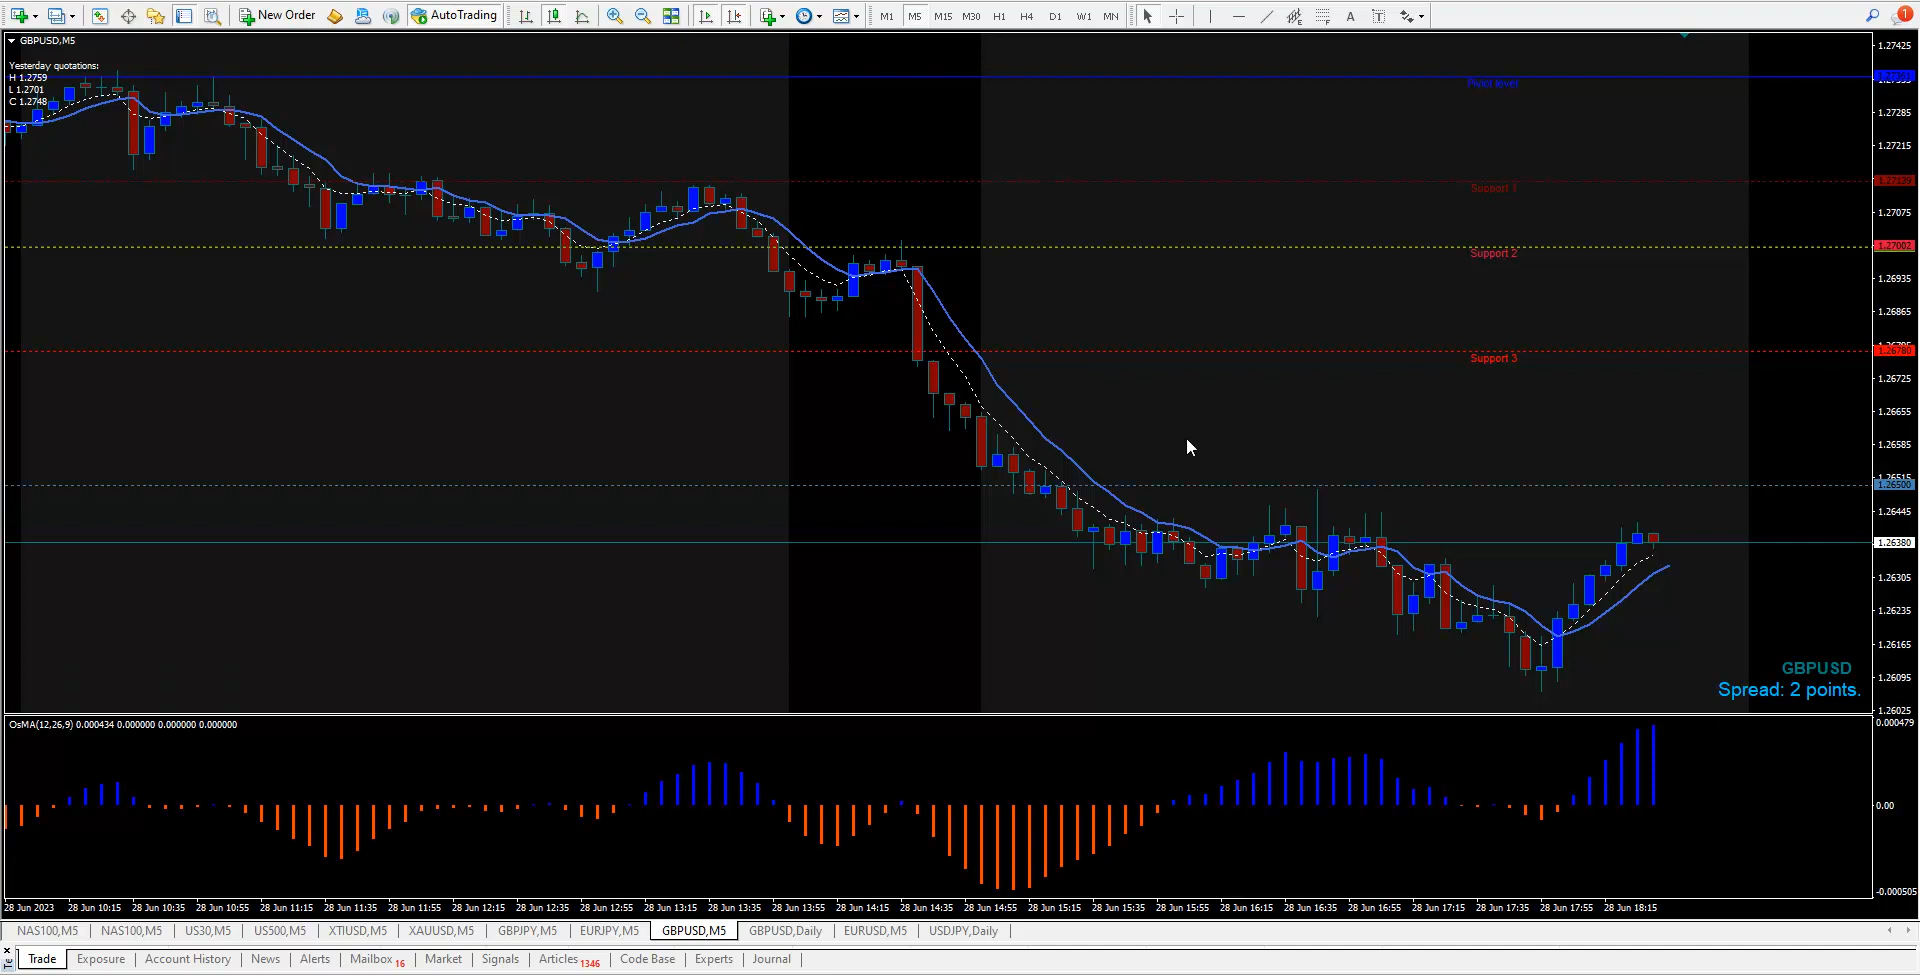 New Order AutoTrading M1 M5 M15 M30 H1 H4 D1 W1 MN A T 1
GBPUSD,M5
Yesterday quotations:
H 1.2759
L 1.2701
C 1.2748
1.27425
Pivot lever
1.27285
1.27215
1.27139
Support 1
1.27075
1.27002
Support 2
1.26935
1.26865
1.26780
Support 3
1.26725
1.26655
1.26585
1.26515
1.26500
1.26445
1.26380
1.26305
1.26235
1.26165
GBPUSD
1.26095
Spread: 2 points.
1.26025
OsMA(12,26,9) 0.000434 0.000000 0.000000 0.000000
0.000479
0.00
-0.000505
28 Jun 2023 28 Jun 10:15 28 Jun 10:35 28 Jun 10:55 28 Jun 11:15 28 Jun 11:35 28 Jun 11:55 28 Jun 12:15 28 Jun 12:35 28 Jun 12:55 28 Jun 13:15 28 Jun 13:35 28 Jun 13:55 28 Jun 14:15 28 Jun 14:35 28 Jun 14:55 28 Jun 15:15 28 Jun 15:35 28 Jun 15:55 28 Jun 16:15 28 Jun 16:35 28 Jun 16:55 28 Jun 17:15 28 Jun 17:35 28 Jun 17:55 28 Jun 18:15
NAS100,M5 NAS100,M5 US30,M5 US500,M5 XTIUSD,M5 XAUUSD,M5 GBPJPY,M5 EURJPY,M5 GBPUSD,M5 GBPUSD,Daily EURUSD,M5 USDJPY,Daily
Trade Exposure Account History News Alerts Mailbox 16 Market Signals Articles 1346 Code Base Experts Journal